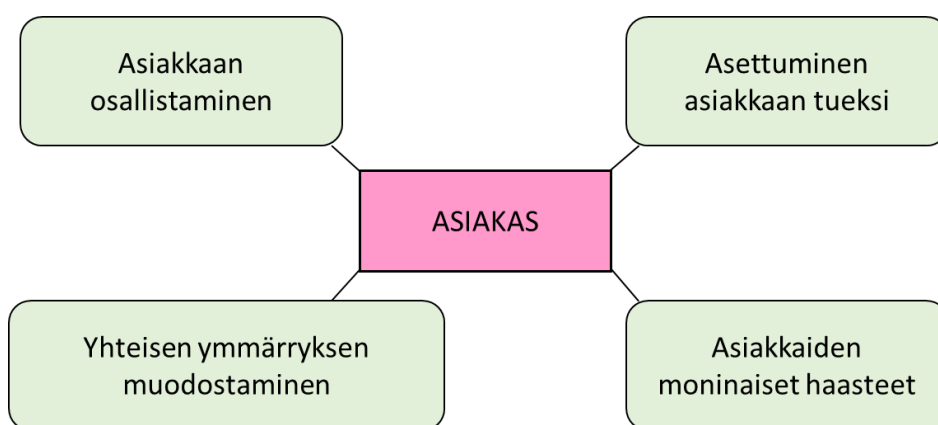 Asiakkaan
osallistaminen
Asettuminen
asiakkaan tueksi
ASIAKAS
Yhteisen ymmärryksen
muodostaminen
Asiakkaiden
moninaiset haasteet